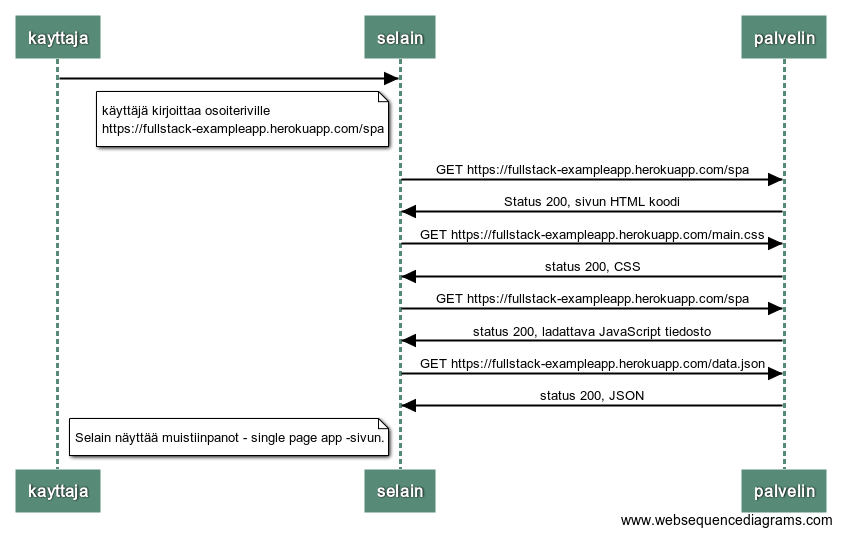 kayttaja
selain
palvelin
käyttäjä kirjoittaa osoiteriville
https://fullstack-exampleapp.herokuapp.com/spa
GET https://fullstack-exampleapp.herokuapp.com/spa
Status 200, sivun HTML koodi
GET https://fullstack-exampleapp.herokuapp.com/main.css
status 200, CSS
GET https://fullstack-exampleapp.herokuapp.com/spa
status 200, ladattava JavaScript tiedosto
GET https://fullstack-exampleapp.herokuapp.com/data.json
status 200, JSON
Selain näyttää muistiinpanot - single page app -sivun.
kayttaja
selain
palvelin
www.websequencediagrams.com